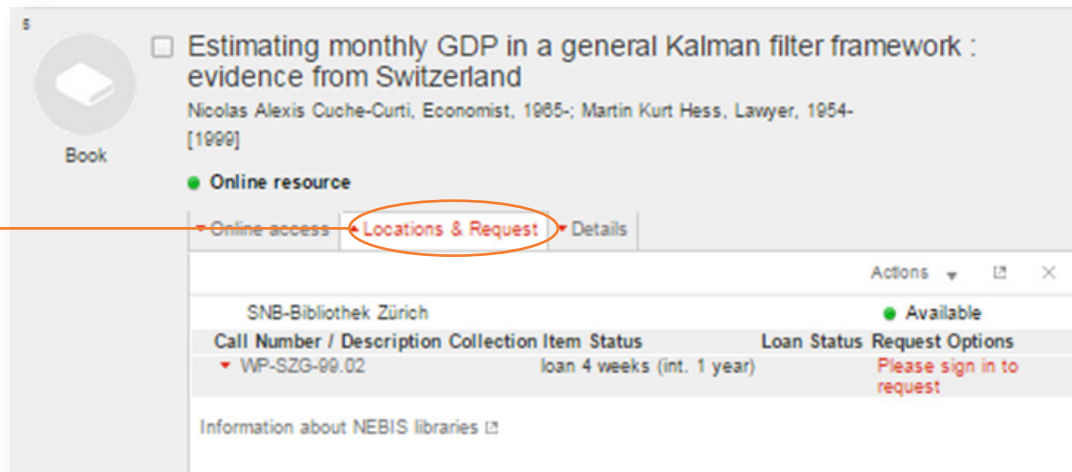 5
Estimating monthly GDP in a general Kalman filter framework :
evidence from Switzerland
Nicolas Alexis Cuche-Curti, Economist, 1965-; Martin Kurt Hess, Lawyer, 1954-
[1999]
Book
Online resource
Online access Locations & Request Details
Actions
SNB-Bibliothek Zürich Available
Call Number / Description Collection Item Status Loan Status Request Options
WP-SZG-99.02 loan 4 weeks (int. 1 year) Please sign in to
request
Information about NEBIS libraries